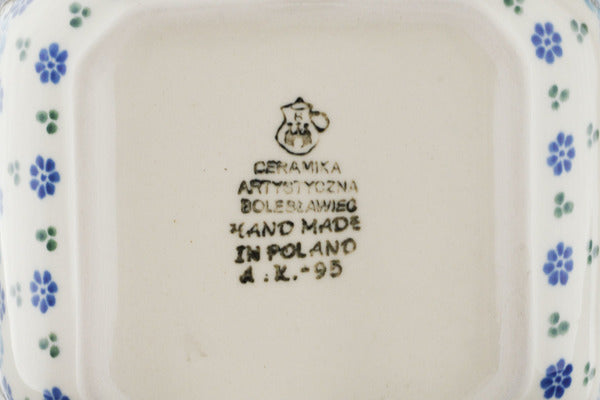 B
CERAMIKA
ARTYSTYCZNA
BOLESŁAWIEC
HAND MADE
IN POLAND
A.K.-95